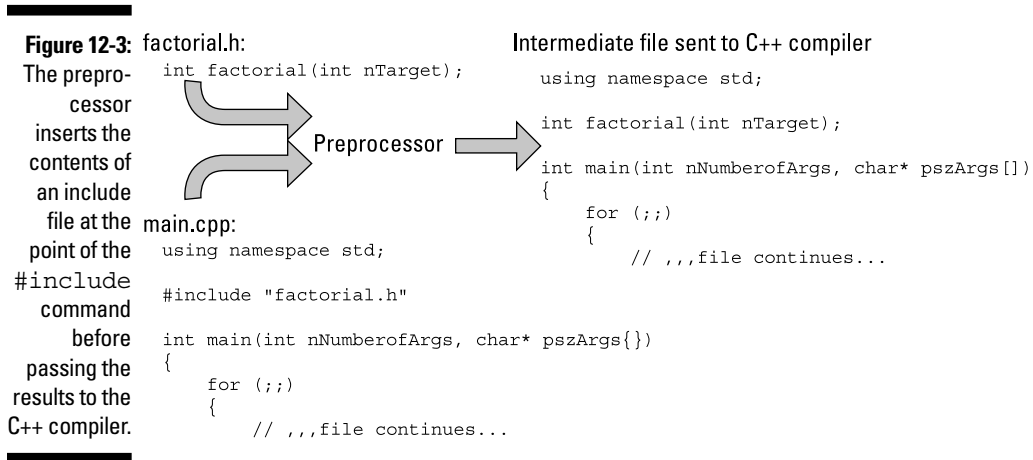 Figure 12-3:
The prepro-
cessor
inserts the
contents of
an include
file at the
point of the
#include
command
before
passing the
results to the
C++ compiler.
factorial.h:
int factorial(int nTarget);
Preprocessor
main.cpp:
using namespace std;
#include "factorial.h"
int main(int nNumberofArgs, char* pszArgs{})
{
for (;;)
{
// ,,,file continues...
Intermediate file sent to C++ compiler
using namespace std;
int factorial(int nTarget);
int main(int nNumberofArgs, char* pszArgs[])
{
for (;;)
{
// ,,,file continues...